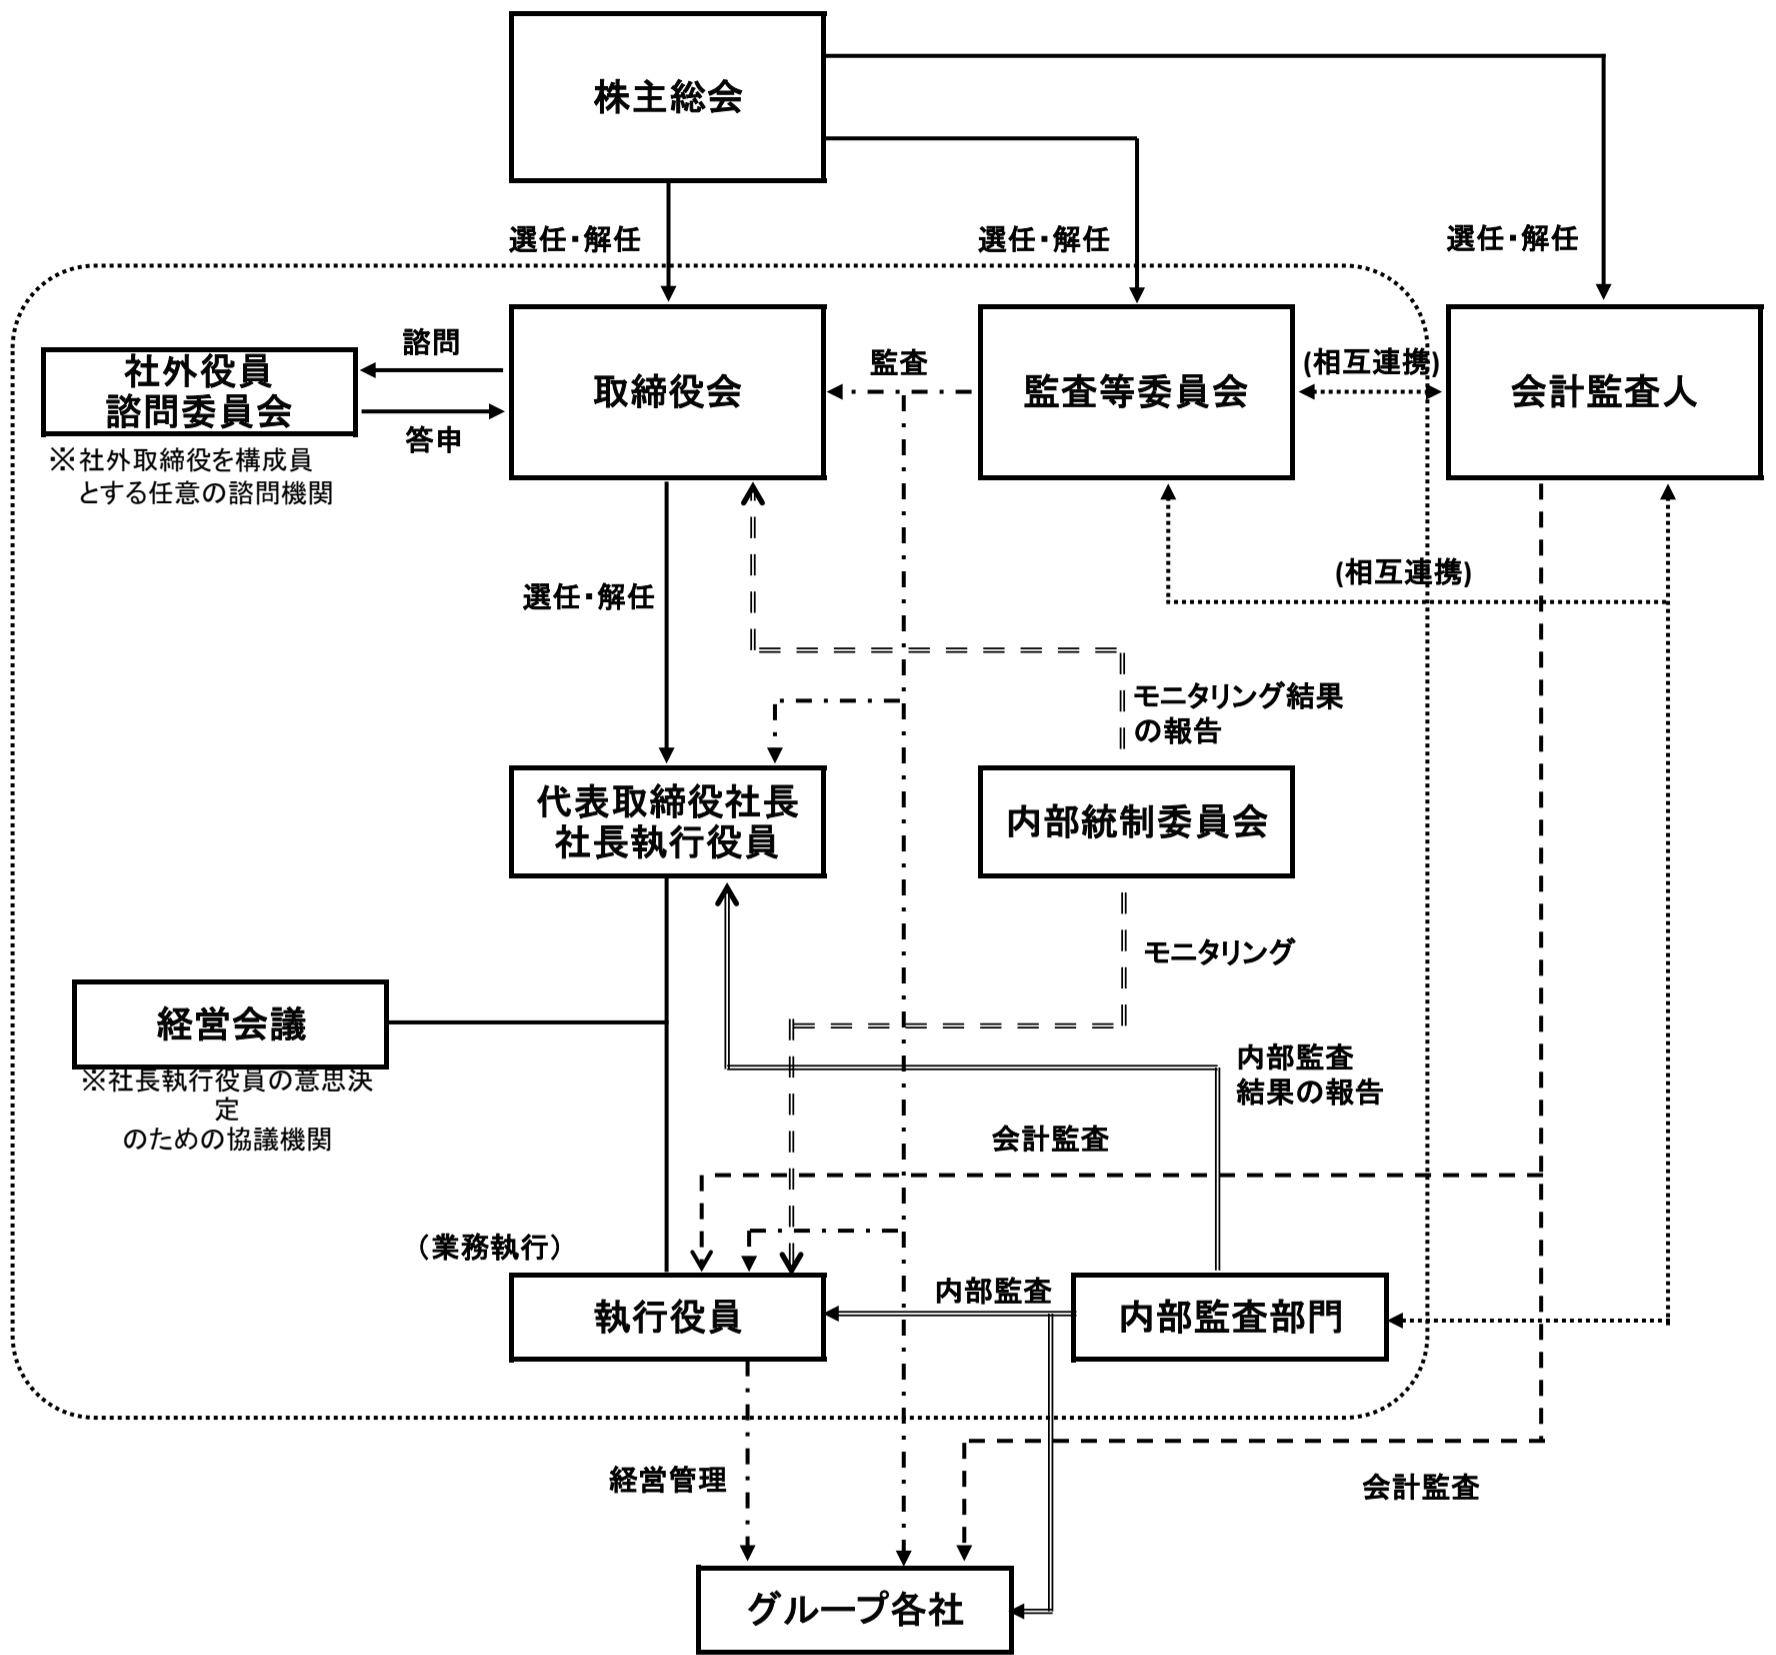 株主総会
選任・解任
選任・解任
選任・解任
諮問
社外役員
諮問委員会
答申
※社外取締役を構成員
とする任意の諮問機関
取締役会
監査
監査等委員会
(相互連携)
会計監査人
選任・解任
(相互連携)
モニタリング結果
の報告
代表取締役社長
社長執行役員
内部統制委員会
モニタリング
経営会議
※社長執行役員の意思決
定
のための協議機関
内部監査
結果の報告
会計監査
（業務執行）
執行役員
内部監査
内部監査部門
経営管理
会計監査
グループ各社